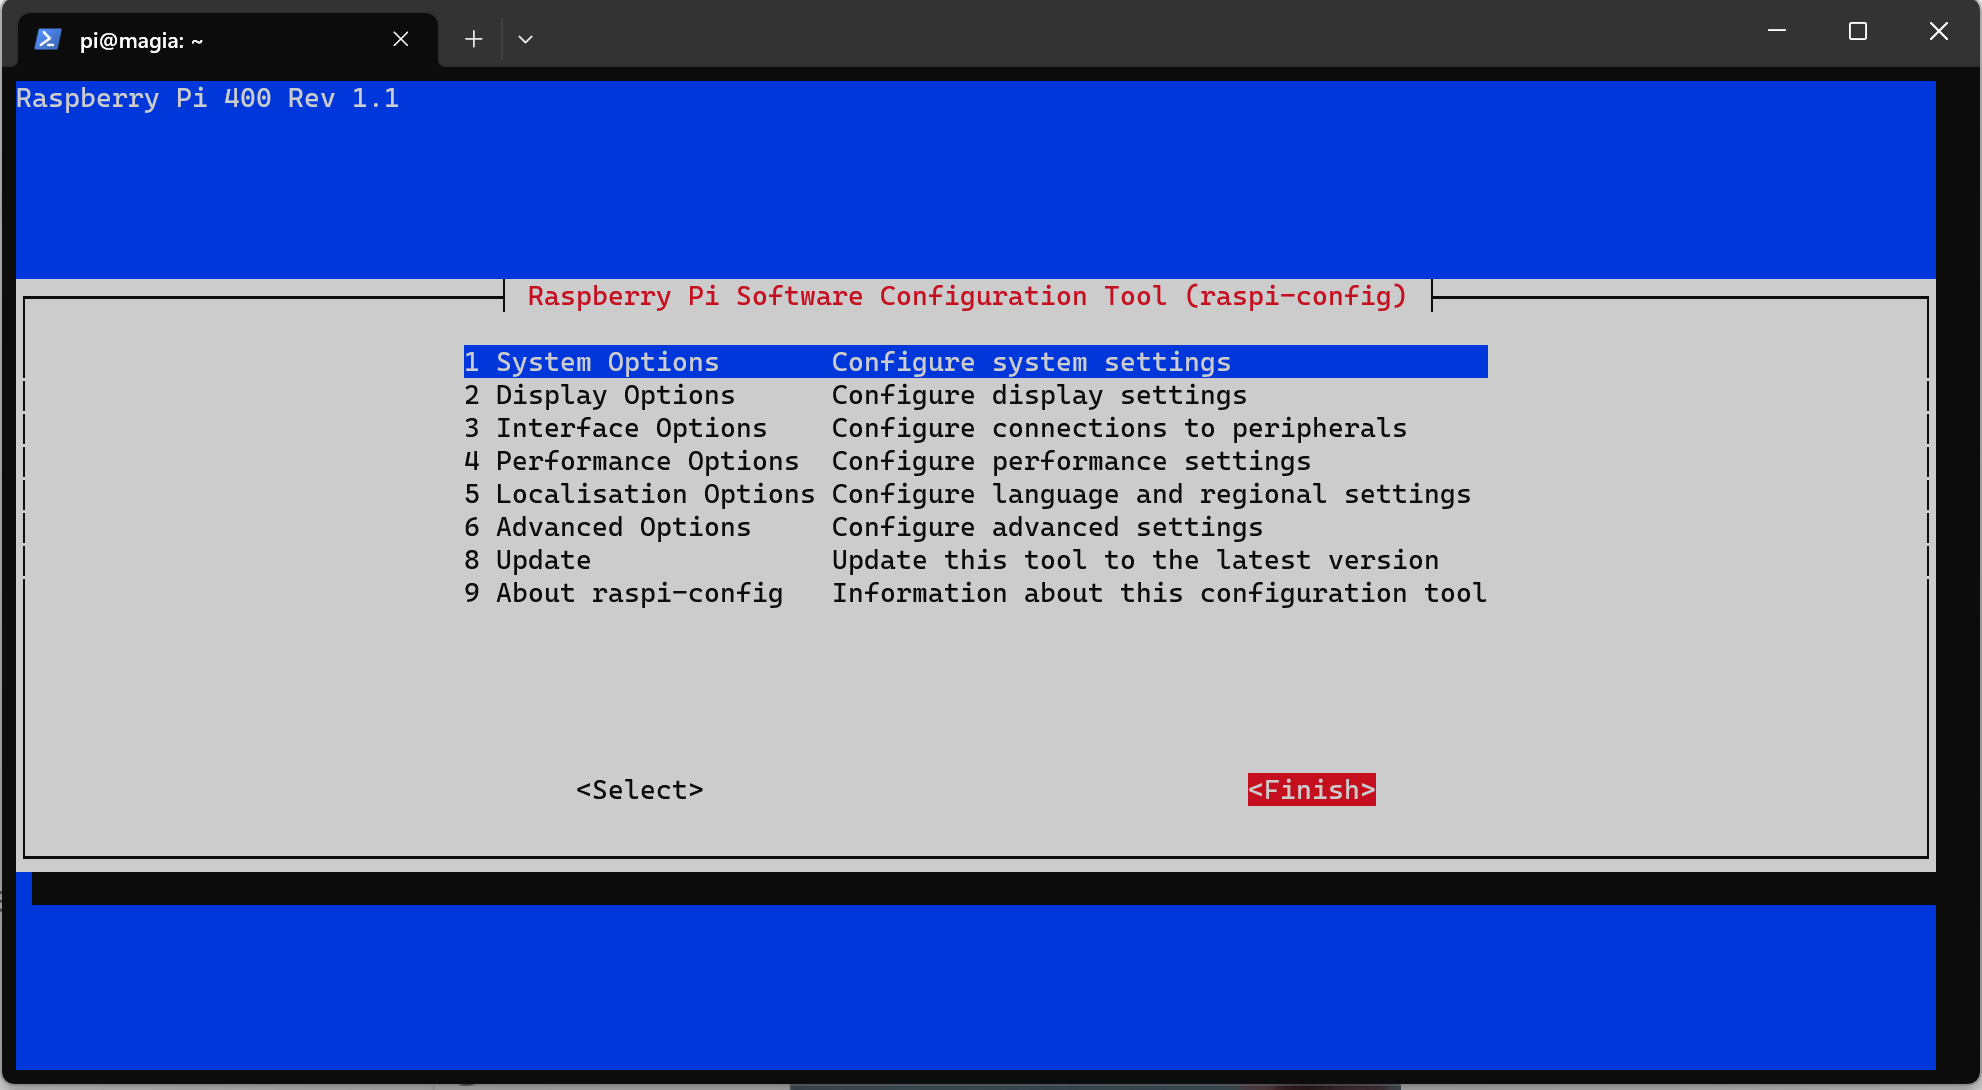 pi@magia: ~
Raspberry Pi 400 Rev 1.1
Raspberry Pi Software Configuration Tool (raspi-config)
1 System Options Configure system settings
2 Display Options Configure display settings
3 Interface Options Configure connections to peripherals
4 Performance Options Configure performance settings
5 Localisation Options Configure language and regional settings
6 Advanced Options Configure advanced settings
8 Update Update this tool to the latest version
9 About raspi-config Information about this configuration tool
<Select> <Finish>